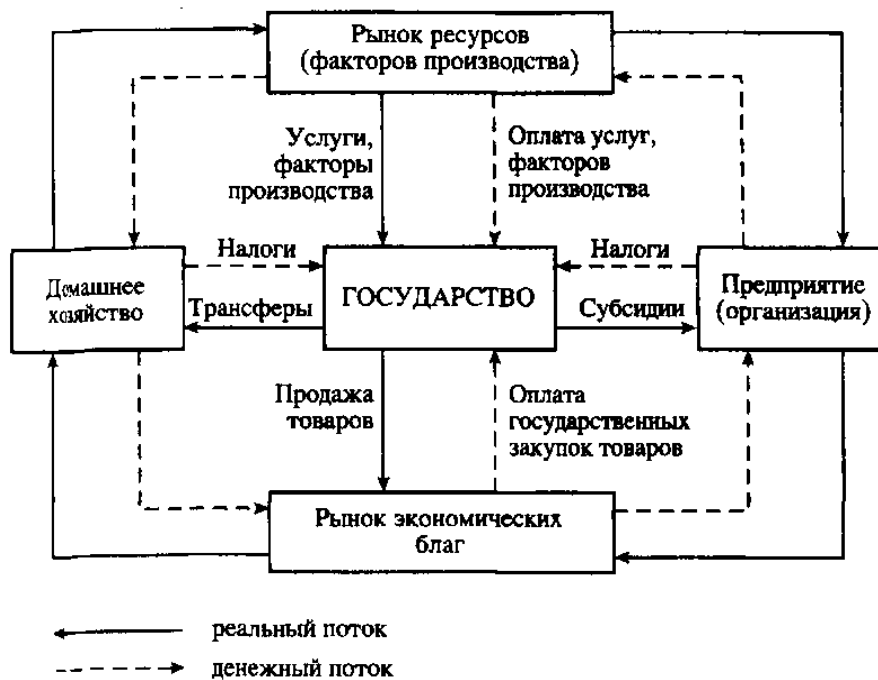 Рынок ресурсов
(факторов производства)
Услуги,
факторы
производства
Оплата услуг,
факторов
производства
Домашнее
хозяйство
Налоги
Трансферы
ГОСУДАРСТВО
Налоги
Субсидии
Предприятие
(организация)
Продажа
товаров
Оплата
государственных
закупок товаров
Рынок экономических
благ
реальный поток
денежный поток